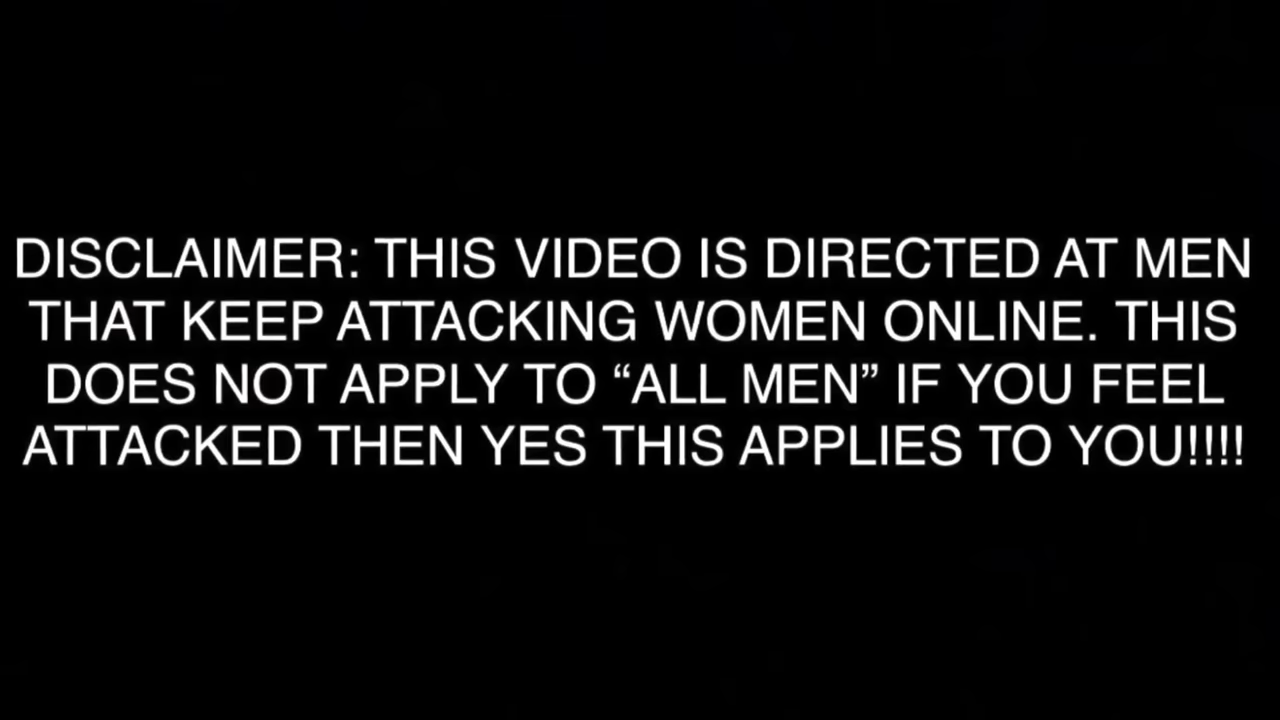 DISCLAIMER: THIS VIDEO IS DIRECTED AT MEN
THAT KEEP ATTACKING WOMEN ONLINE. THIS
DOES NOT APPLY TO “ALL MEN” IF YOU FEEL
ATTACKED THEN YES THIS APPLIES TO YOU!!!!